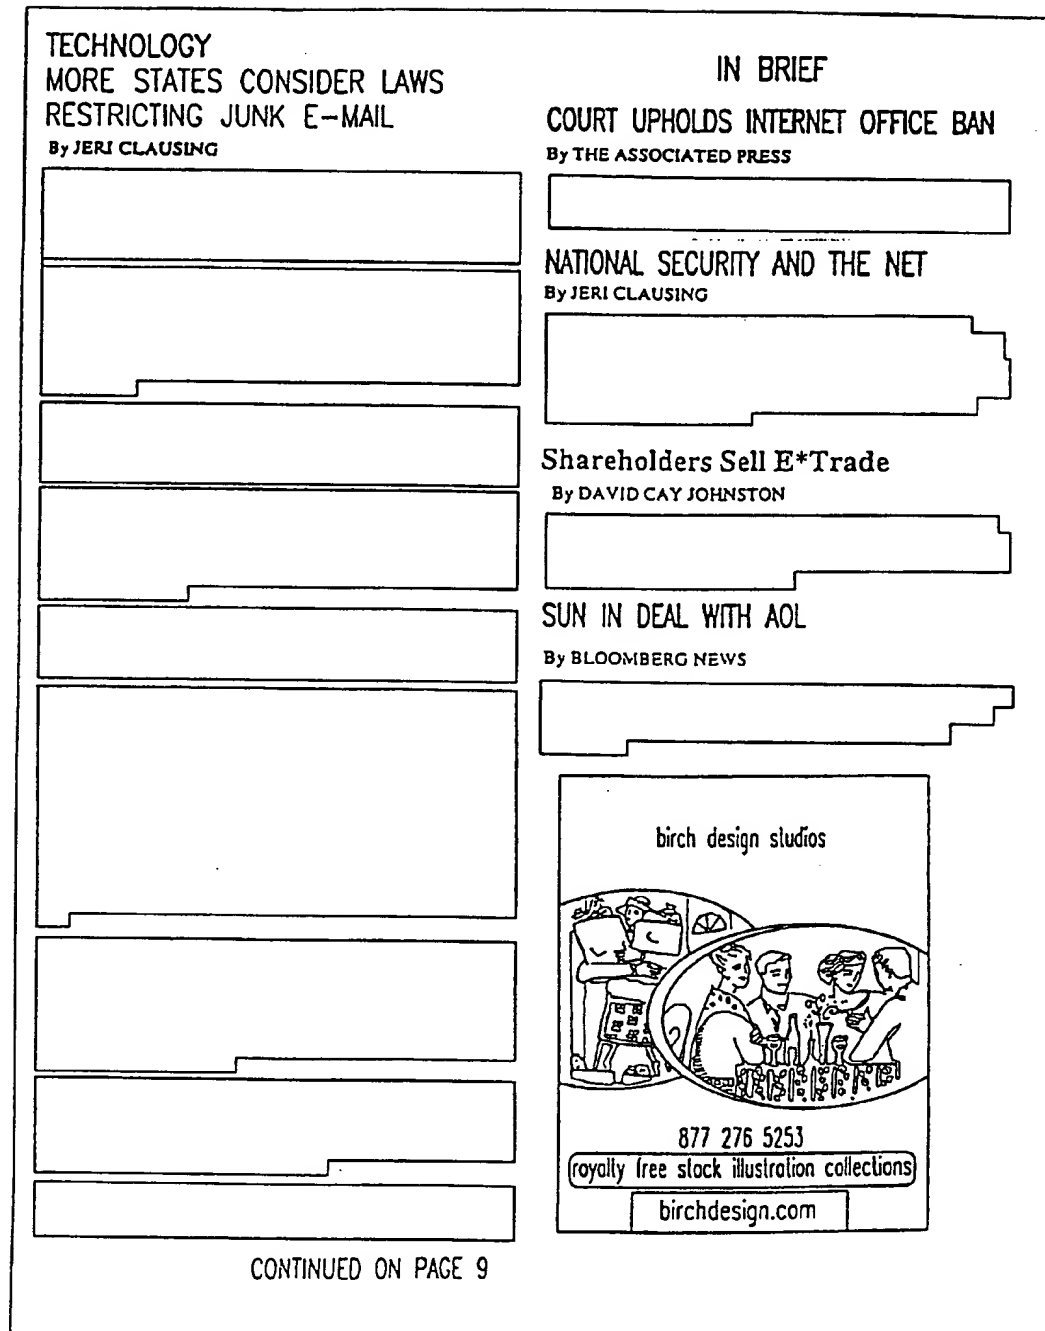 TECHNOLOGY
MORE STATES CONSIDER LAWS
RESTRICTING JUNK E-MAIL
By JERI CLAUSING
CONTINUED ON PAGE 9
IN BRIEF
COURT UPHOLDS INTERNET OFFICE BAN
By THE ASSOCIATED PRESS
NATIONAL SECURITY AND THE NET
By JERI CLAUSING
Shareholders Sell E*Trade
By DAVID CAY JOHNSTON
SUN IN DEAL WITH AOL
By BLOOMBERG NEWS
birch design studios
877 276 5253
royalty free stock illustration collections
birchdesign.com